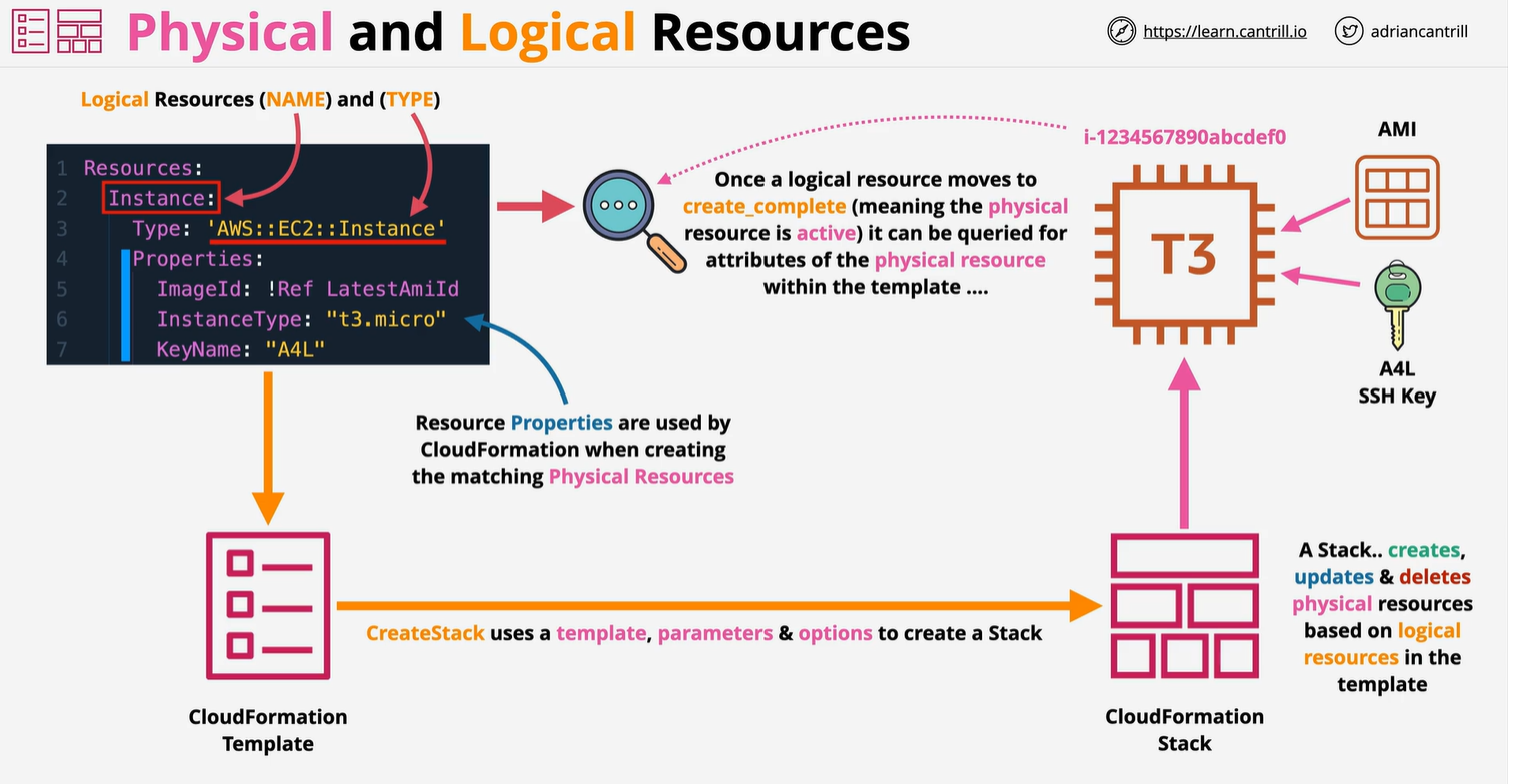 Physical and Logical Resources
https://learn.cantrill.io
adriancantrill
Logical Resources (NAME) and (TYPE)
1 Resources:
2 Instance:
3 Type: 'AWS::EC2::Instance'
4 Properties:
5 ImageId: !Ref LatestAmiId
6 InstanceType: "t3.micro"
7 KeyName: "A4L"
Once a logical resource moves to
create_complete (meaning the physical
resource is active) it can be queried for
attributes of the physical resource
within the template ....
i-1234567890abcdef0
T3
AMI
A4L
SSH Key
Resource Properties are used by
CloudFormation when creating
the matching Physical Resources
CloudFormation
Template
CreateStack uses a template, parameters & options to create a Stack
CloudFormation
Stack
A Stack.. creates,
updates & deletes
physical resources
based on logical
resources in the
template